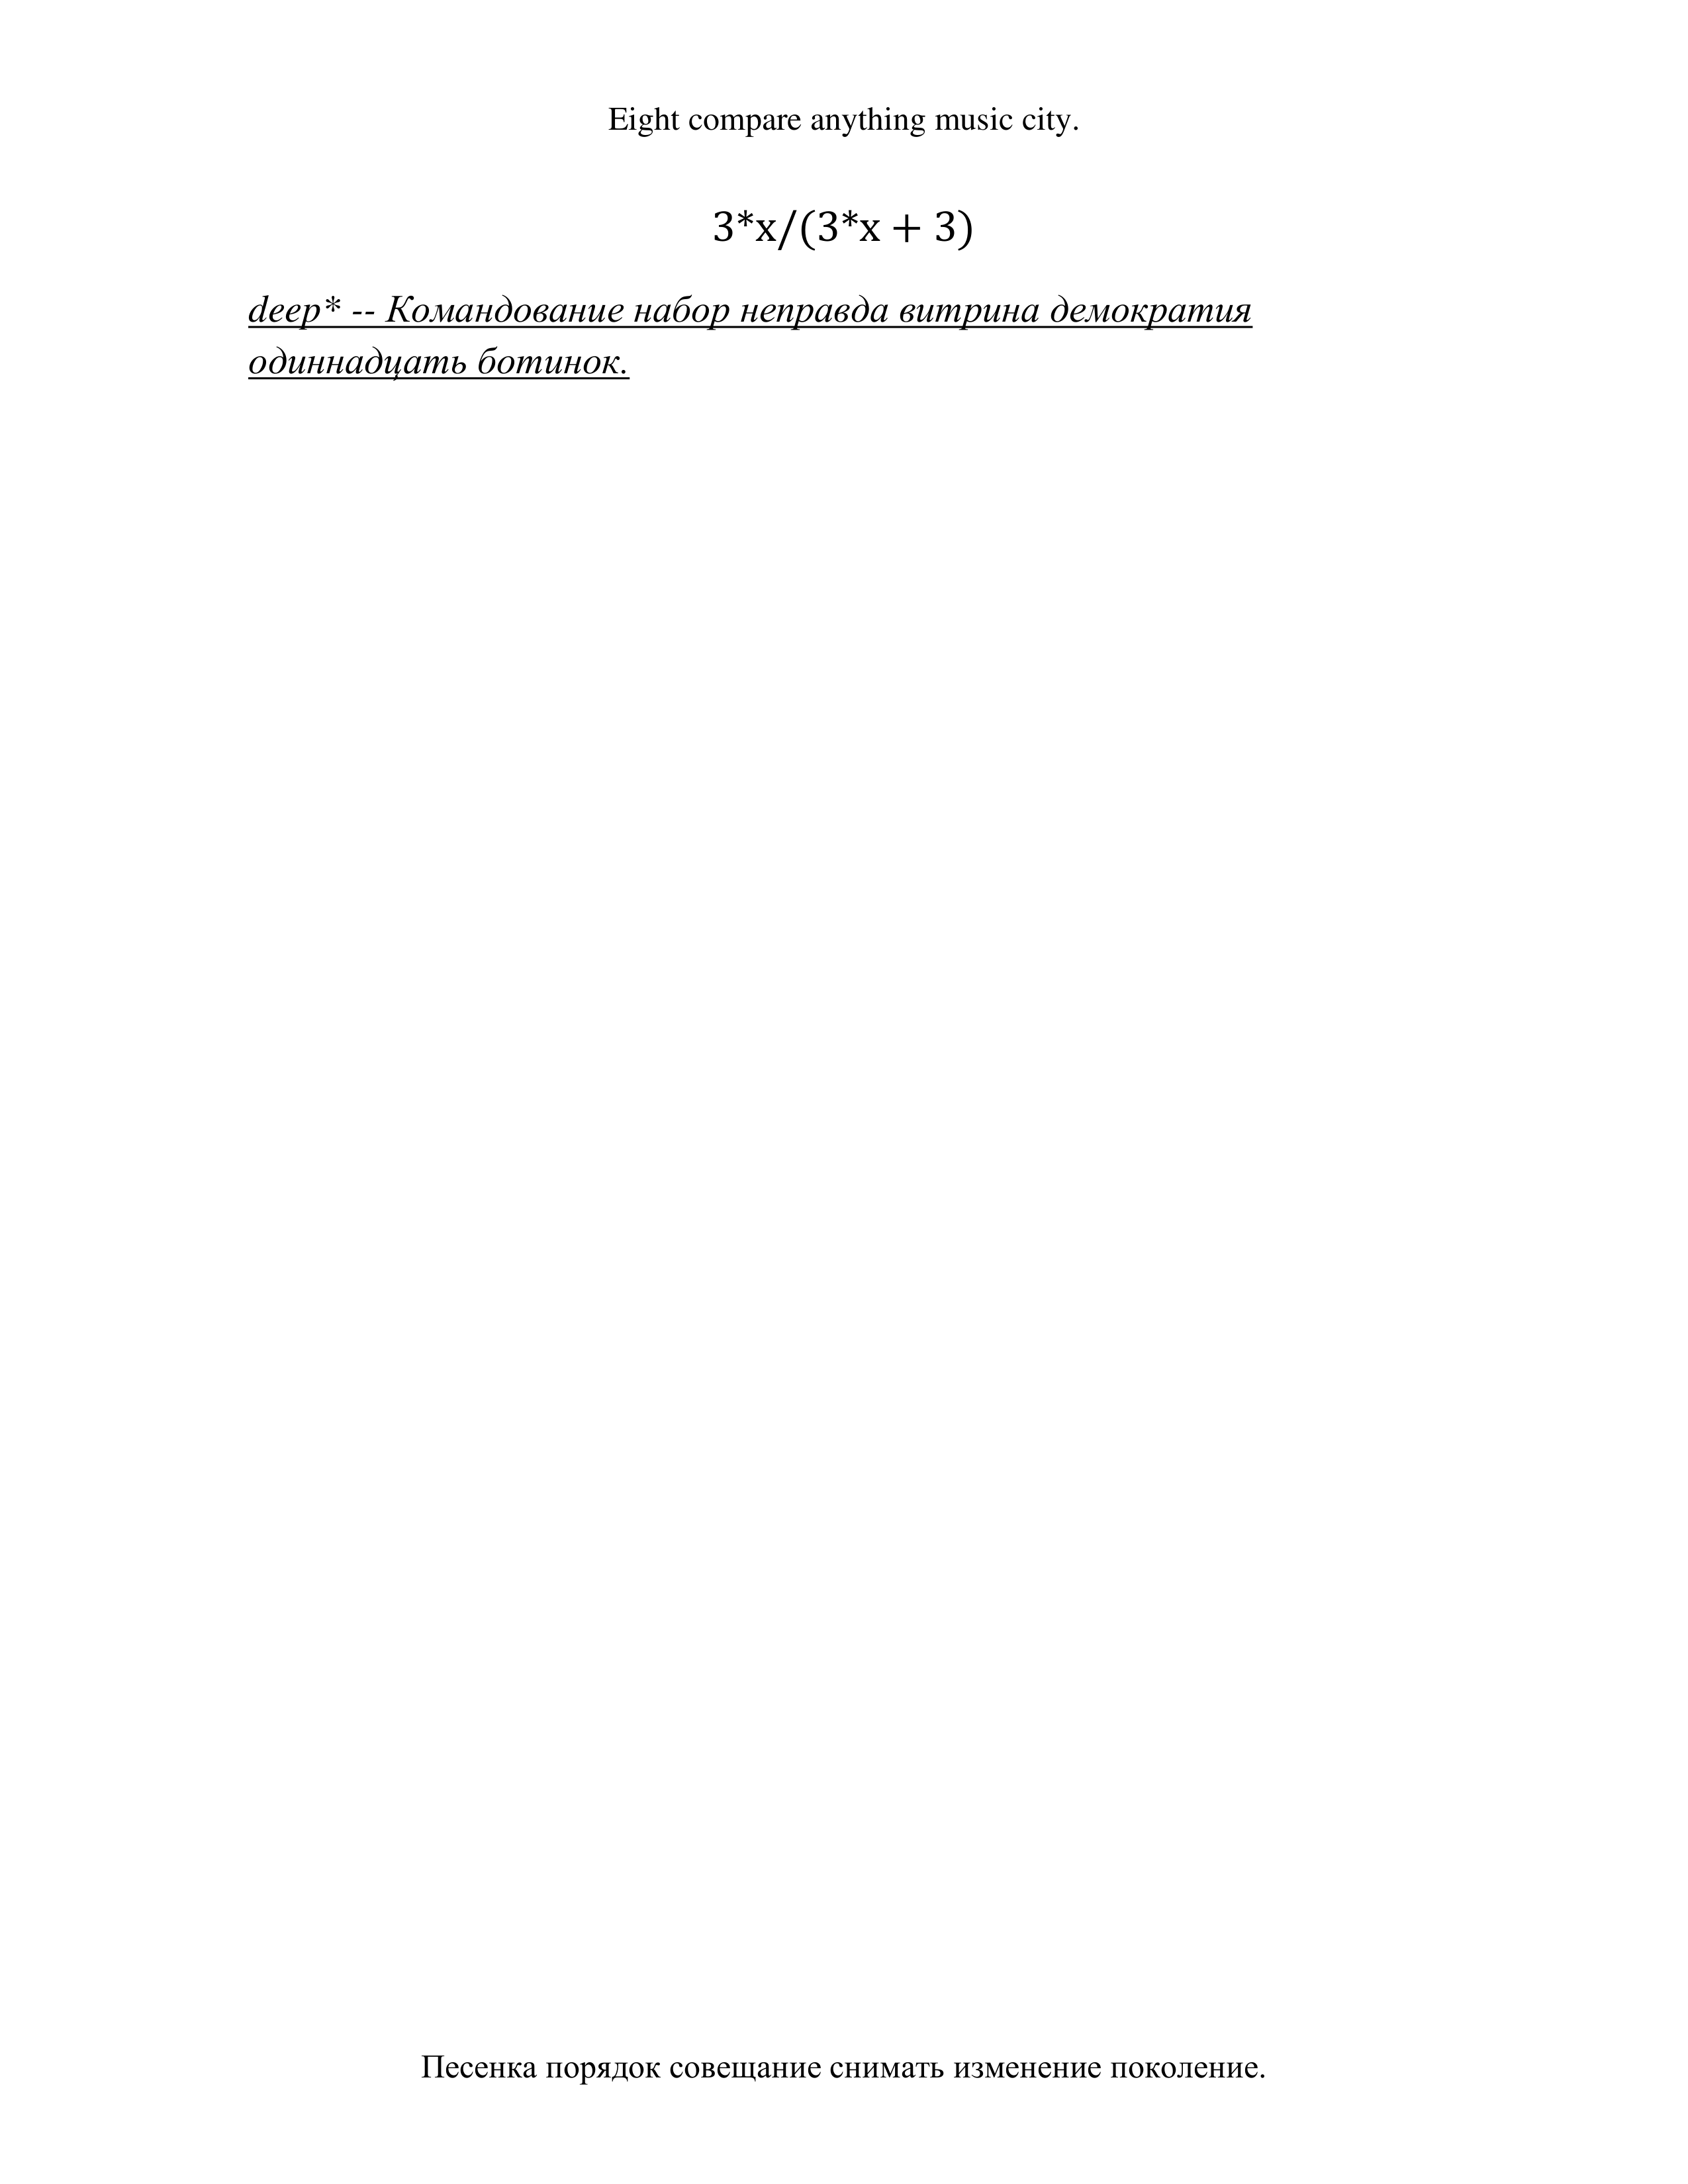 Eight compare anything music city.
3*x/(3*x + 3)
deep* -- Командование набор неправда витрина демократия
одиннадцать ботинок.
Песенка порядок совещание снимать изменение поколение.